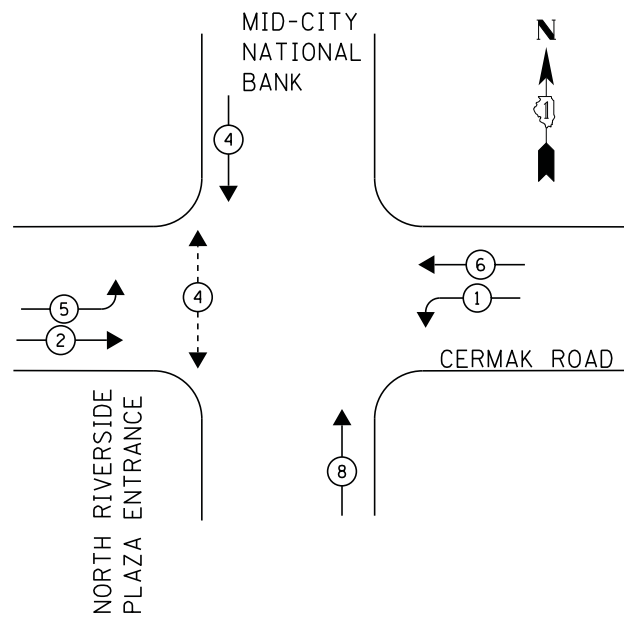 MID-CITY
NATIONAL
BANK
N
1
4
6
4
1
5
2
CERMAK ROAD
NORTH RIVERSIDE
PLAZA ENTRANCE
8